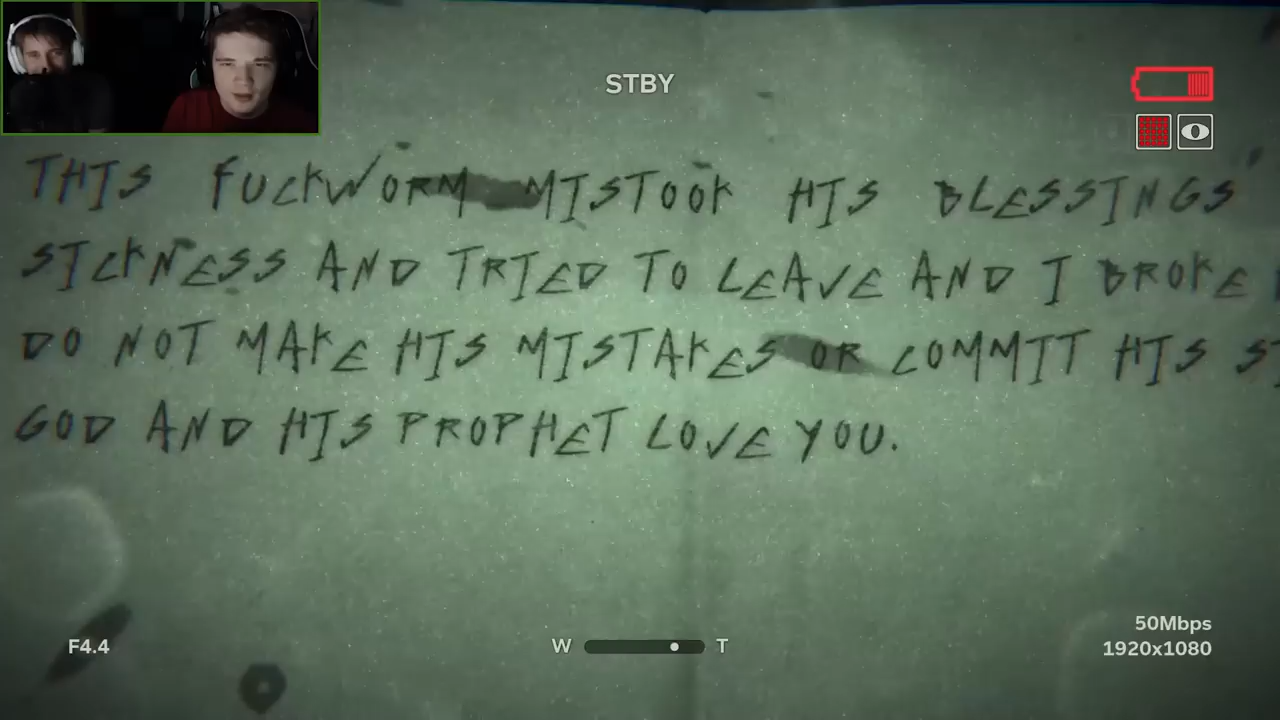 STBY
THIS FUCKWORM MISTOOK HIS BLESSINGS
SICKNESS AND TRIED TO LEAVE AND I BROKE
DO NOT MAKE HIS MISTAKES OR COMMIT HIS
GOD AND HIS PROPHET LOVE YOU.
50Mbps
F4.4 W T 1920x1080